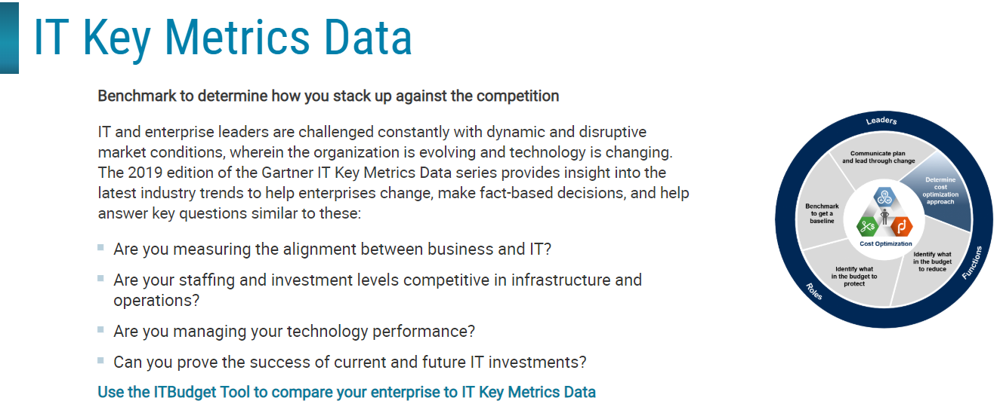 IT Key Metrics Data
Benchmark to determine how you stack up against the competition
IT and enterprise leaders are challenged constantly with dynamic and disruptive
market conditions, wherein the organization is evolving and technology is changing.
The 2019 edition of the Gartner IT Key Metrics Data series provides insight into the
latest industry trends to help enterprises change, make fact-based decisions, and help
answer key questions similar to these:
Are you measuring the alignment between business and IT?
Are your staffing and investment levels competitive in infrastructure and
operations?
Are you managing your technology performance?
Can you prove the success of current and future IT investments?
Use the ITBudget Tool to compare your enterprise to IT Key Metrics Data
Leaders
Communicate plan
and lead through change
Determine
cost
optimization
approach
Benchmark
to get a
baseline
Cost Optimization
Identify what
in the budget
to reduce
Identify what
in the budget to
protect
Functions
Roles